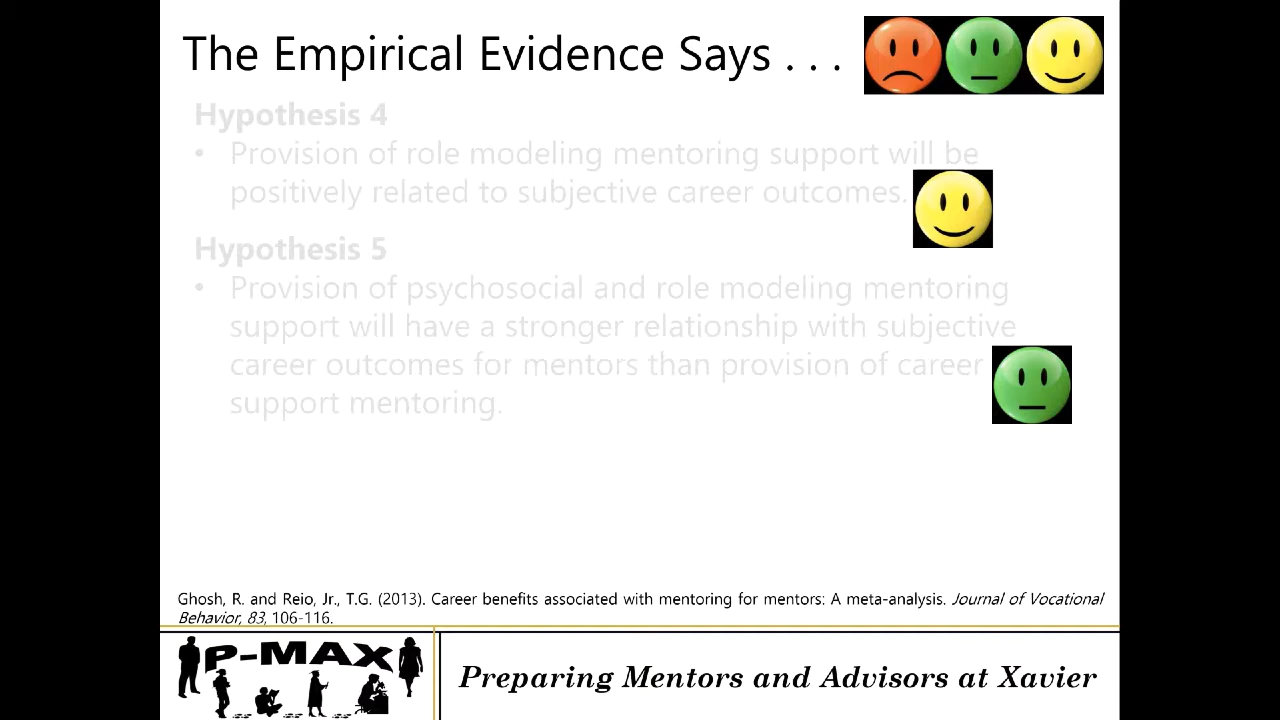 The Empirical Evidence Says . . .
Hypothesis 4
• Provision of role modeling mentoring support will be
positively related to subjective career outcomes.
Hypothesis 5
• Provision of psychosocial and role modeling mentoring
support will have a stronger relationship with subjective
career outcomes for mentors than provision of career
support mentoring.
Ghosh, R. and Reio, Jr., T.G. (2013). Career benefits associated with mentoring for mentors: A meta-analysis. Journal of Vocational
Behavior, 83, 106-116.
P-MAX
Preparing Mentors and Advisors at Xavier